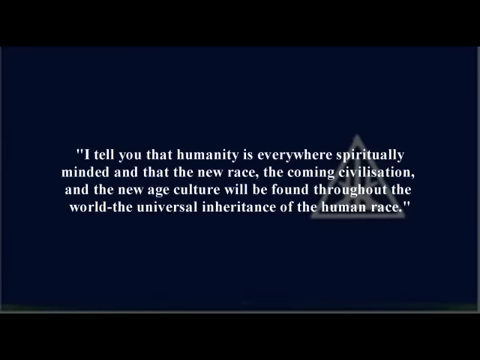 "I tell you that humanity is everywhere spiritually
minded and that the new race, the coming civilisation,
and the new age culture will be found throughout the
world-the universal inheritance of the human race."